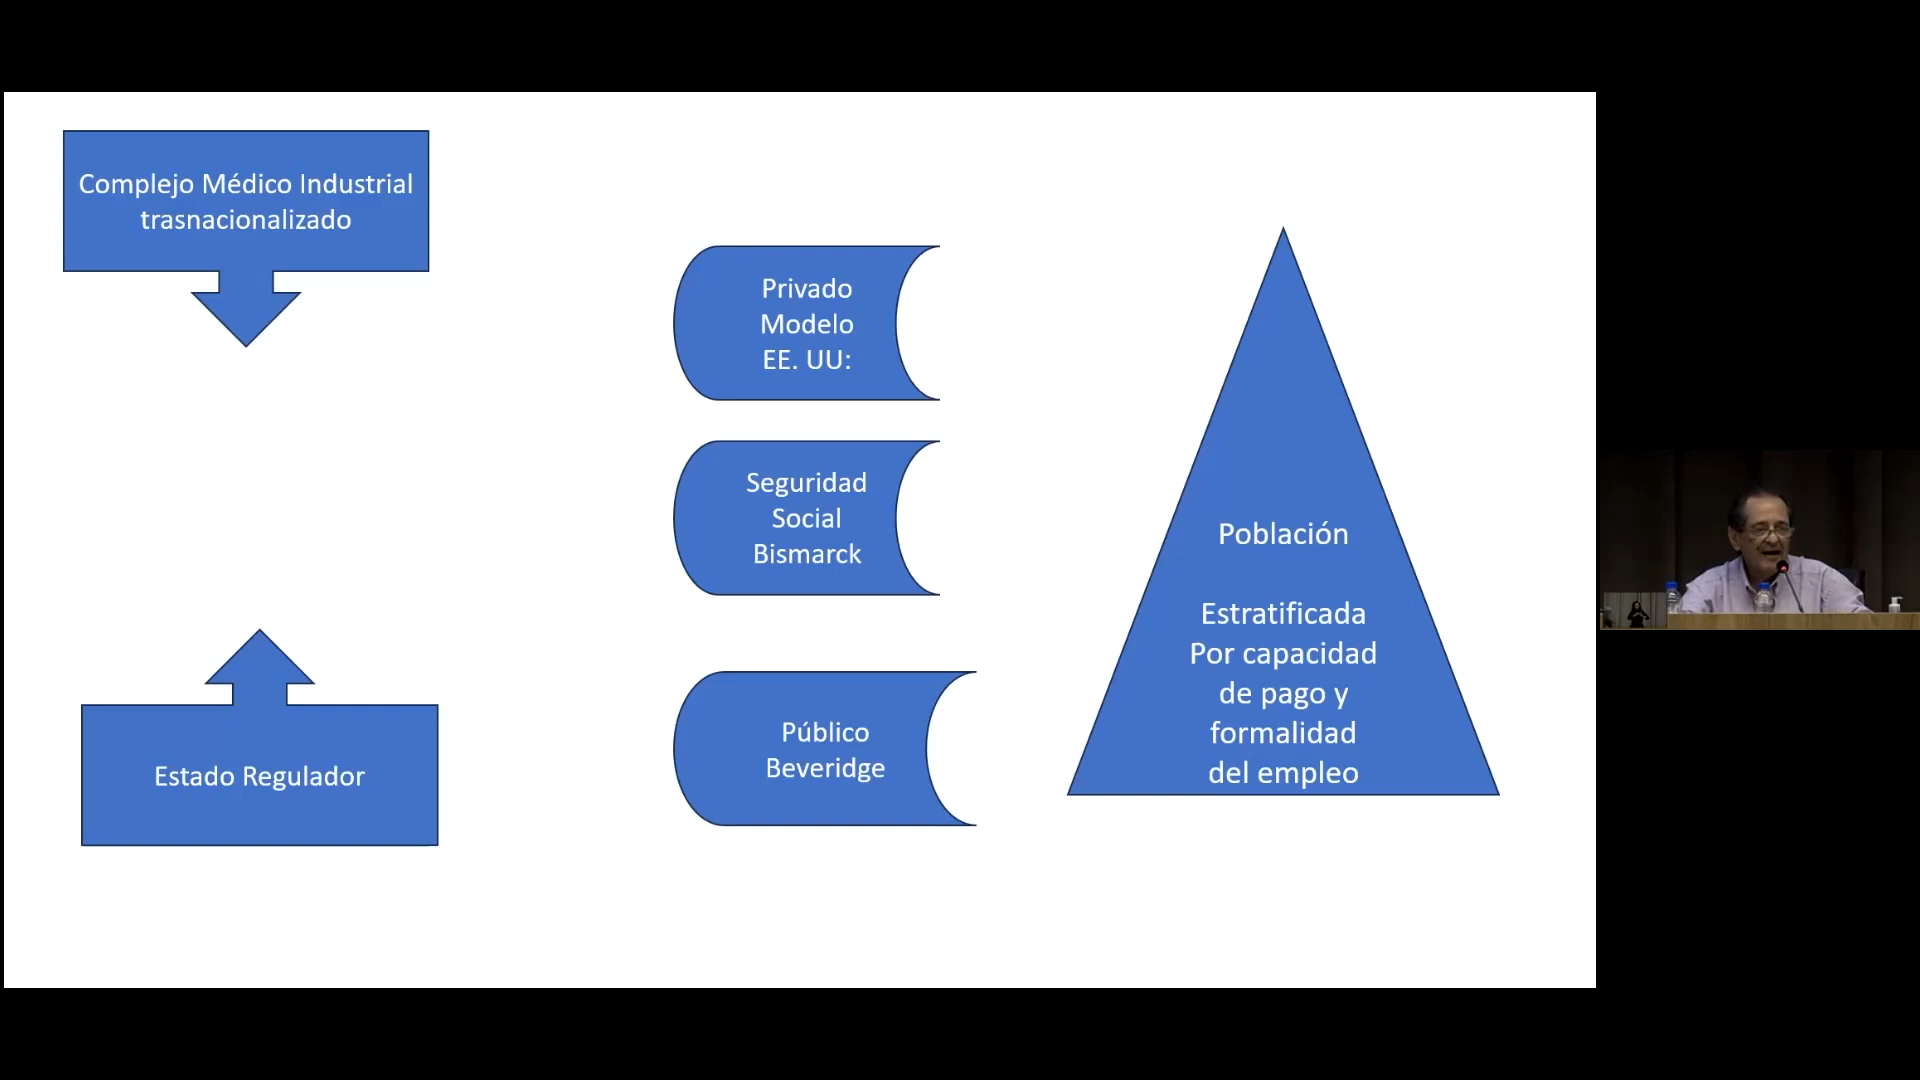 Complejo Médico Industrial
trasnacionalizado
Privado
Modelo
EE. UU:
Seguridad
Social
Bismarck
Público
Beveridge
Estado Regulador
Población
Estratificada
Por capacidad
de pago y
formalidad
del empleo